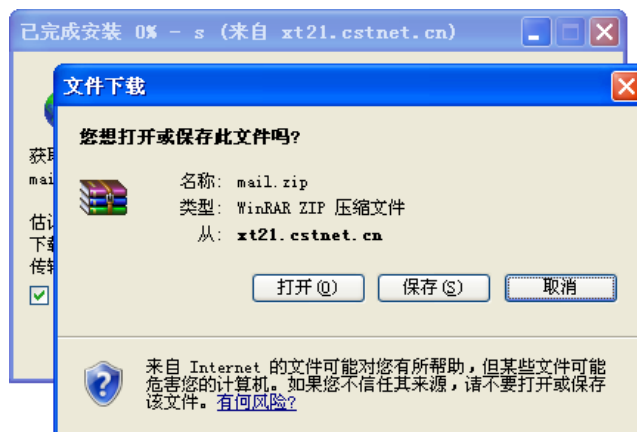 已完成安装 0% - s (来自 xt21.cstnet.cn)
文件下载
您想打开或保存此文件吗?
获
mai
名称: mail.zip
类型: WinRAR ZIP 压缩文件
从: xt21.cstnet.cn
估
下
传
打开(O)
保存(S)
取消
来自 Internet 的文件可能对您有所帮助，但某些文件可能
危害您的计算机。如果您不信任其来源，请不要打开或保存
该文件。有何风险?